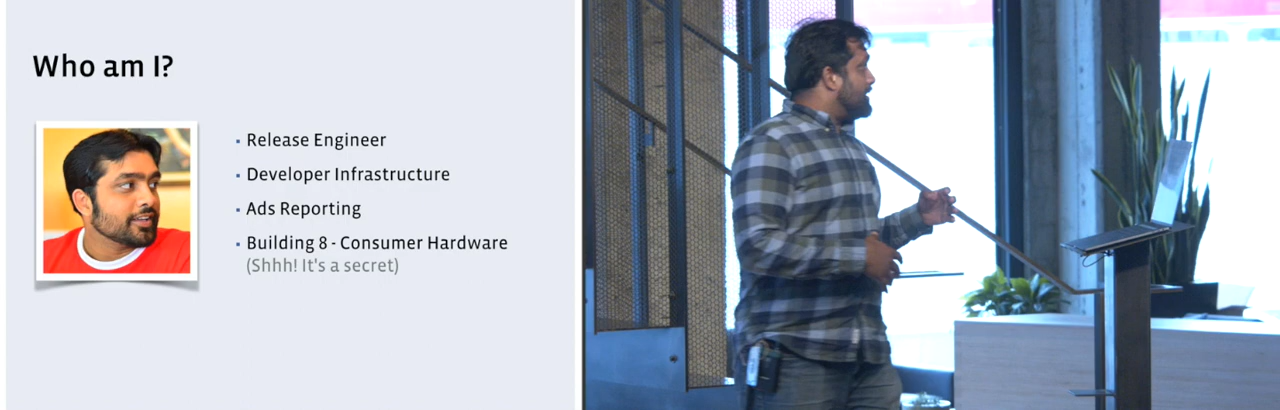 Who am I?
Release Engineer
Developer Infrastructure
Ads Reporting
Building 8 - Consumer Hardware
(Shhh! It's a secret)